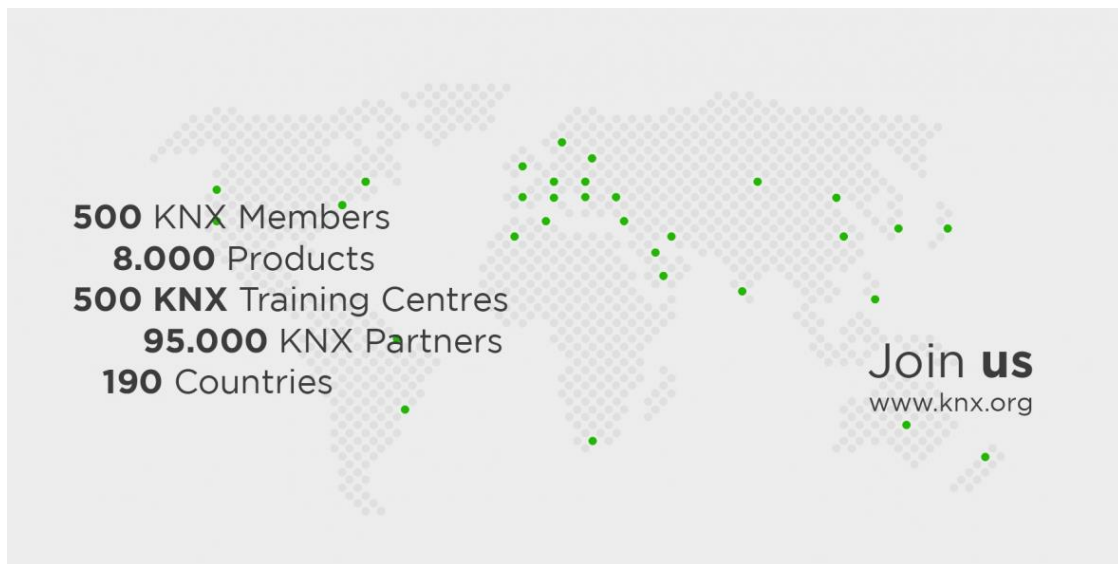 500 KNX Members
8.000 Products
500 KNX Training Centres
95.000 KNX Partners
190 Countries
Join us
www.knx.org